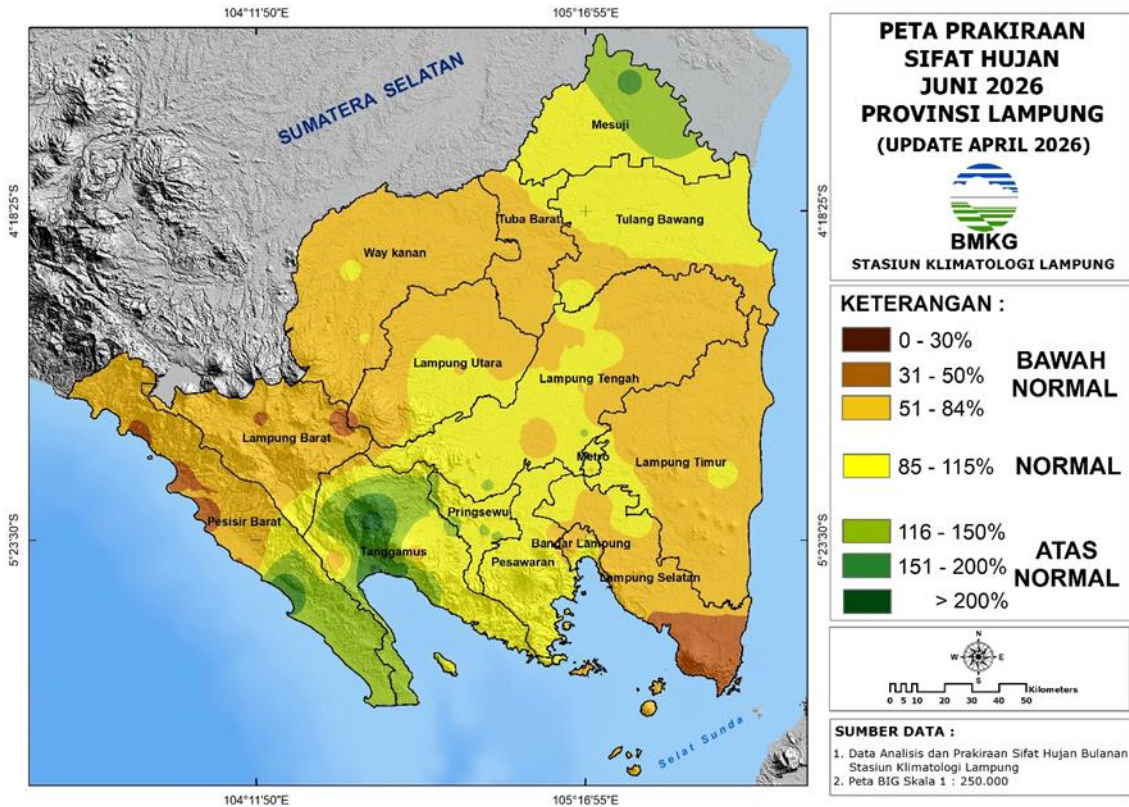 104°11'50"E
105°16'55"E
4°18'25"S
5°23'30"S
4°18'25"S
5°23'30"S
104°11'50"E
105°16'55"E
SUMATERA SELATAN
Mesuji
Tuba Barat
Tulang Bawang
Way kanan
Lampung Utara
Lampung Tengah
Lampung Barat
Metro
Lampung Timur
Pesisir Barat
Pringsewu
Tanggamus
Bandar Lampung
Pesawaran
Lampung Selatan
Selat Sunda
PETA PRAKIRAAN
SIFAT HUJAN
JUNI 2026
PROVINSI LAMPUNG
(UPDATE APRIL 2026)
BMKG
STASIUN KLIMATOLOGI LAMPUNG
KETERANGAN :
0 - 30%
31 - 50%
51 - 84%
BAWAH
NORMAL
85 - 115%
NORMAL
116 - 150%
151 - 200%
> 200%
ATAS
NORMAL
N
W
E
S
Kilometers
0 5 10 20 30 40 50
SUMBER DATA :
1. Data Analisis dan Prakiraan Sifat Hujan Bulanan
Stasiun Klimatologi Lampung
2. Peta BIG Skala 1 : 250.000